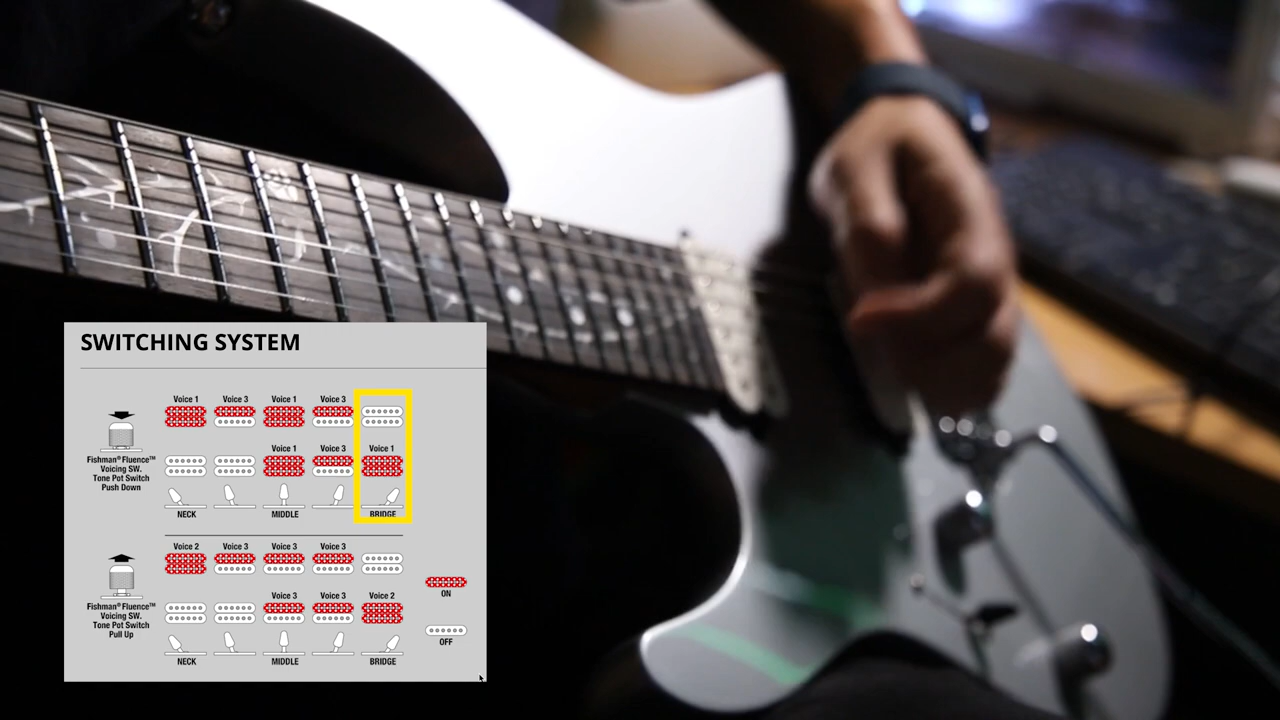 SWITCHING SYSTEM
Voice 1 Voice 3 Voice 1 Voice 3
Fishman® Fluence™
Voicing SW.
Tone Pot Switch
Push Down
Voice 1 Voice 3 Voice 1
NECK MIDDLE BRIDGE
Voice 2 Voice 3 Voice 3 Voice 3
ON
Fishman® Fluence™
Voicing SW.
Tone Pot Switch
Pull Up
Voice 3 Voice 3 Voice 2
OFF
NECK MIDDLE BRIDGE